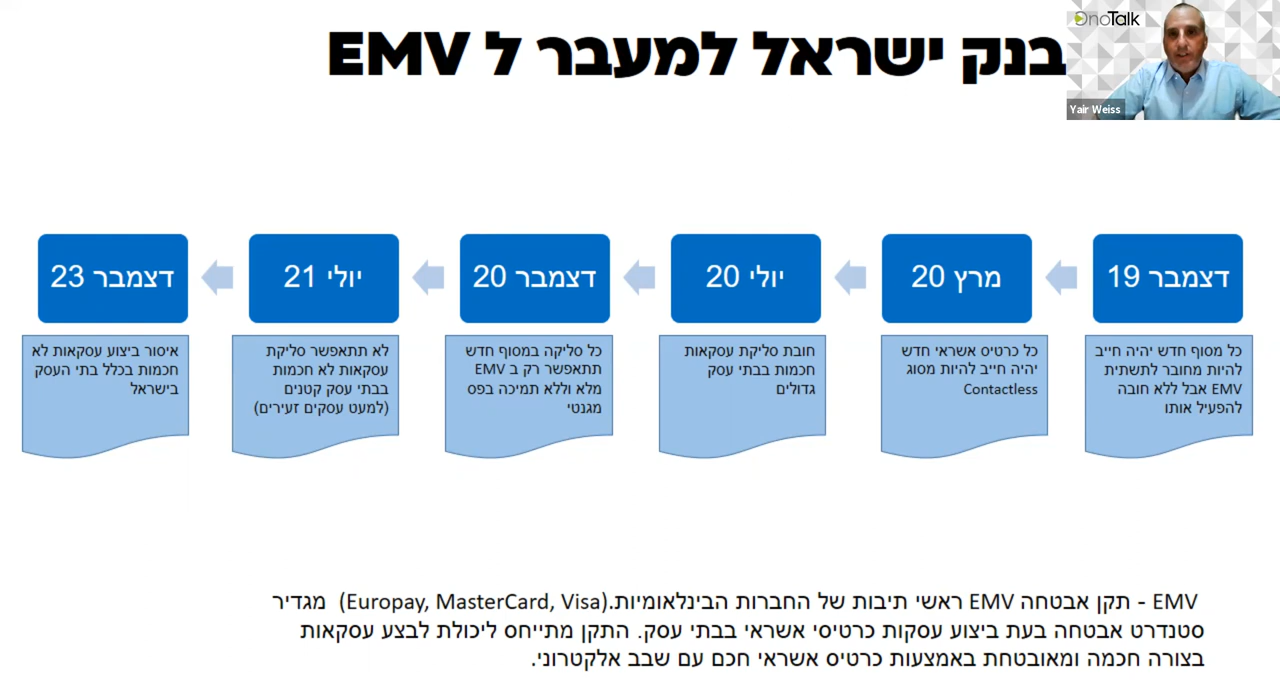 בנק ישראל למעבר ל EMV
OnoTalk
Yair Weiss
דצמבר 19
כל מסוף חדש יהיה חייב
להיות מחובר לתשתית
EMV אבל ללא חובה
להפעיל אותו
מרץ 20
כל כרטיס אשראי חדש
יהיה חייב להיות מסוג
Contactless
יולי 20
חובת סליקת עסקאות
חכמות בבתי עסק
גדולים
דצמבר 20
כל סליקה במסוף חדש
תתאפשר רק ב EMV
מלא וללא תמיכה בפס
מגנטי
יולי 21
לא תתאפשר סליקת
עסקאות לא חכמות
בבתי עסק קטנים
(למעט עסקים זעירים)
דצמבר 23
איסור ביצוע עסקאות לא
חכמות בכלל בתי העסק
בישראל
EMV - תקן אבטחה EMV ראשי תיבות של החברות הבינלאומיות.(Europay, MasterCard, Visa) מגדיר
סטנדרט אבטחה בעת ביצוע עסקות כרטיסי אשראי בבתי עסק. התקן מתייחס ליכולת לבצע עסקאות
בצורה חכמה ומאובטחת באמצעות כרטיס אשראי חכם עם שבב אלקטרוני.